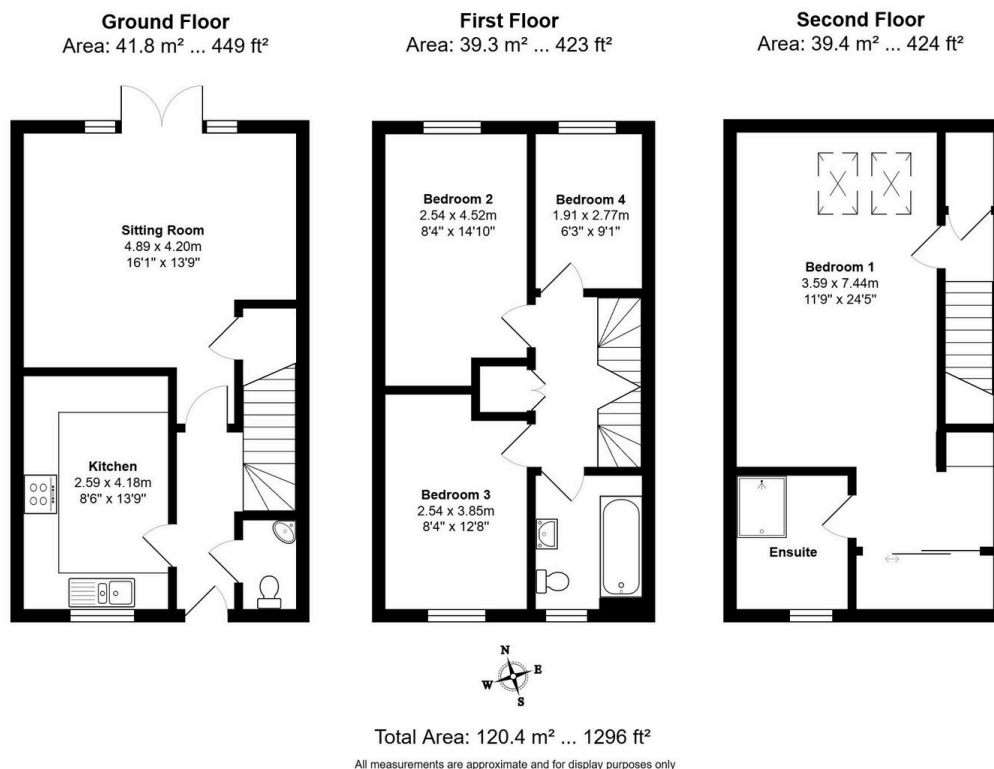 Ground Floor
Area: 41.8 m² ... 449 ft²
First Floor
Area: 39.3 m² ... 423 ft²
Second Floor
Area: 39.4 m² ... 424 ft²
Sitting Room
4.89 x 4.20m
16'1" x 13'9"
Kitchen
2.59 x 4.18m
8'6" x 13'9"
Bedroom 2
2.54 x 4.52m
8'4" x 14'10"
Bedroom 4
1.91 x 2.77m
6'3" x 9'1"
Bedroom 3
2.54 x 3.85m
8'4" x 12'8"
Bedroom 1
3.59 x 7.44m
11'9" x 24'5"
Ensuite
N
W E
S
Total Area: 120.4 m² ... 1296 ft²
All measurements are approximate and for display purposes only